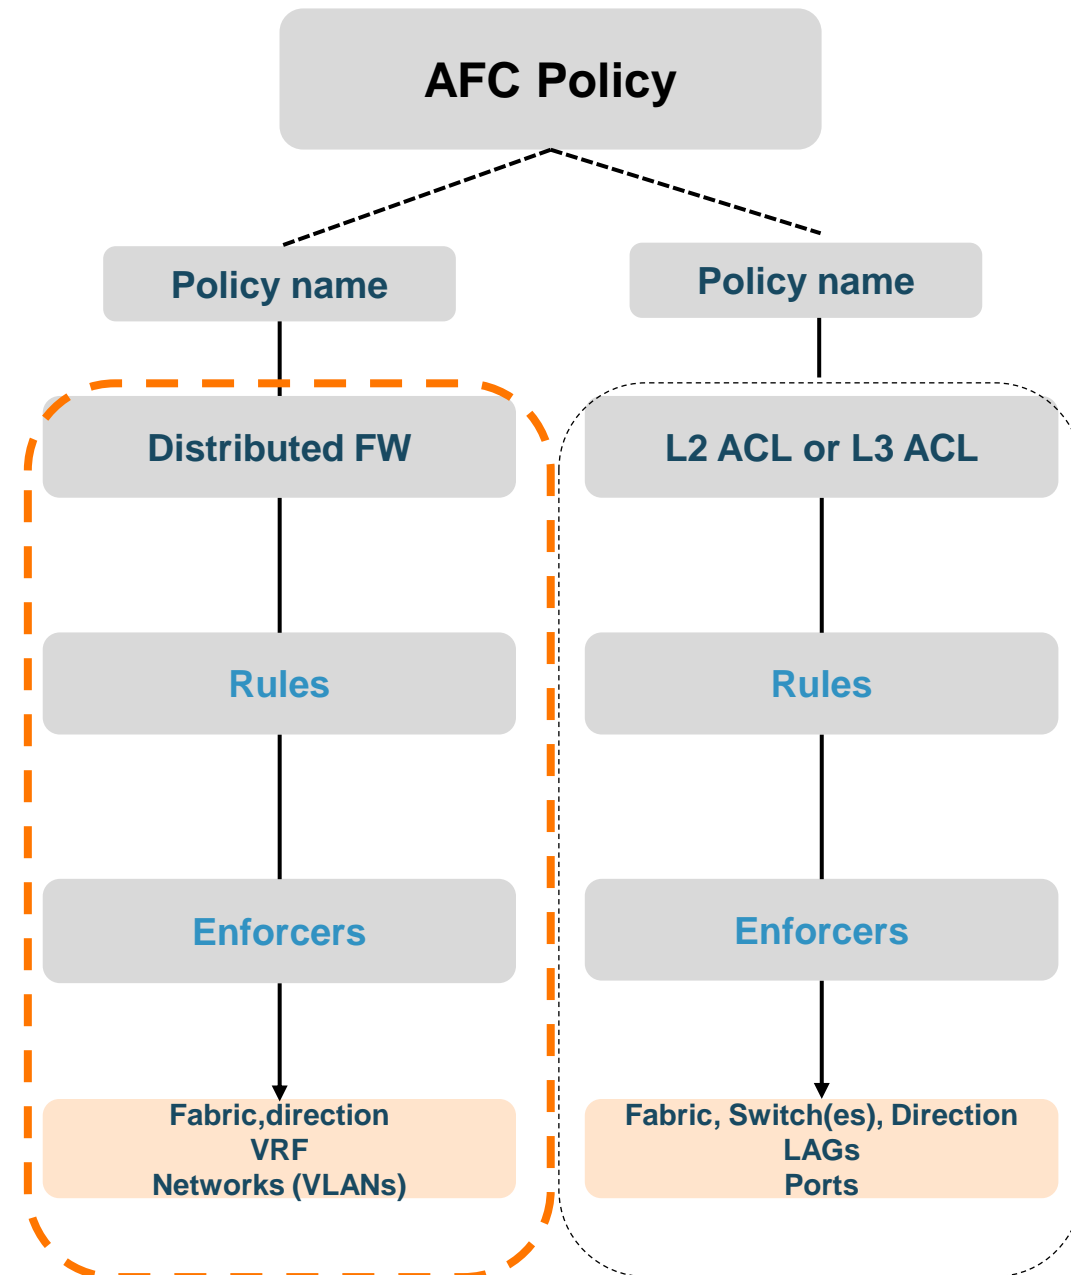 AFC Policy
Policy name
Policy name
Distributed FW
L2 ACL or L3 ACL
Rules
Rules
Enforcers
Enforcers
Fabric,direction
VRF
Networks (VLANs)
Fabric, Switch(es), Direction
LAGs
Ports